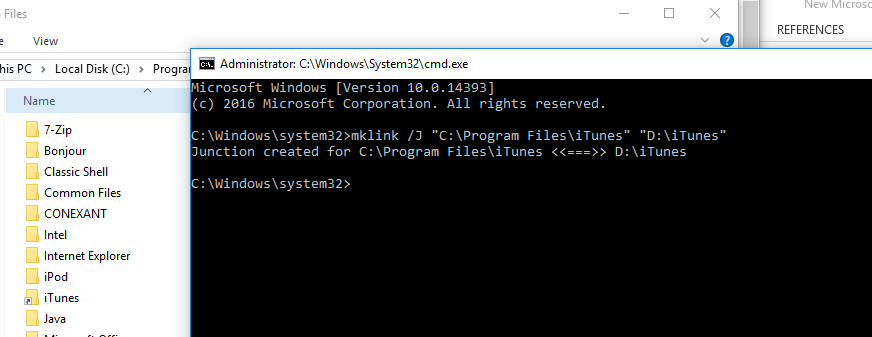 Files
New Microso
View
REFERENCES
his PC > Local Disk (C:) > Progra
Name
7-Zip
Bonjour
Classic Shell
Common Files
CONEXANT
Intel
Internet Explorer
iPod
iTunes
Java
Administrator: C:\Windows\System32\cmd.exe
Microsoft Windows [Version 10.0.14393]
(c) 2016 Microsoft Corporation. All rights reserved.
C:\Windows\system32>mklink /J "C:\Program Files\iTunes" "D:\iTunes"
Junction created for C:\Program Files\iTunes <<===>> D:\iTunes
C:\Windows\system32>